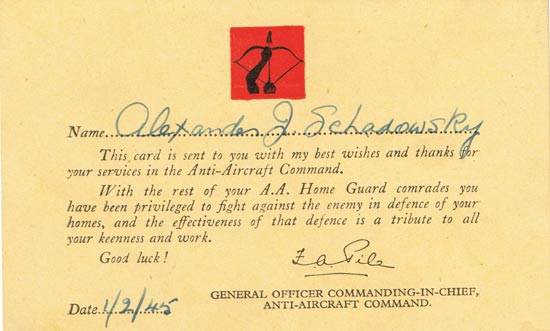 Name Alexander J Schadowsky
This card is sent to you with my best wishes and thanks for
your services in the Anti-Aircraft Command.
With the rest of your A.A. Home Guard comrades you
have been privileged to fight against the enemy in defence of your
homes, and the effectiveness of that defence is a tribute to all
your keenness and work.
Good luck!
F.A. Pile
GENERAL OFFICER COMMANDING-IN-CHIEF,
ANTI-AIRCRAFT COMMAND.
Date 1/2/45